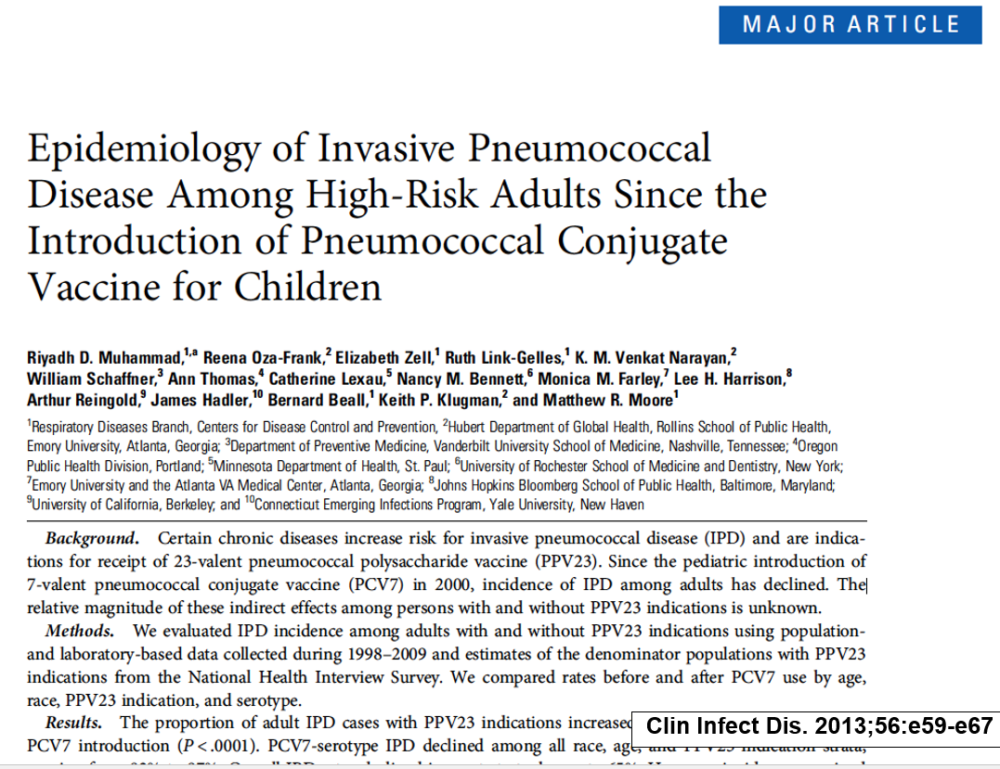 MAJOR ARTICLE
Epidemiology of Invasive Pneumococcal
Disease Among High-Risk Adults Since the
Introduction of Pneumococcal Conjugate
Vaccine for Children
Riyadh D. Muhammad,1,a Reena Oza-Frank,2 Elizabeth Zell,1 Ruth Link-Gelles,1 K. M. Venkat Narayan,2
William Schaffner,3 Ann Thomas,4 Catherine Lexau,5 Nancy M. Bennett,6 Monica M. Farley,7 Lee H. Harrison,8
Arthur Reingold,9 James Hadler,10 Bernard Beall,1 Keith P. Klugman,2 and Matthew R. Moore1
1Respiratory Diseases Branch, Centers for Disease Control and Prevention, 2Hubert Department of Global Health, Rollins School of Public Health,
Emory University, Atlanta, Georgia; 3Department of Preventive Medicine, Vanderbilt University School of Medicine, Nashville, Tennessee; 4Oregon
Public Health Division, Portland; 5Minnesota Department of Health, St. Paul; 6University of Rochester School of Medicine and Dentistry, New York;
7Emory University and the Atlanta VA Medical Center, Atlanta, Georgia; 8Johns Hopkins Bloomberg School of Public Health, Baltimore, Maryland;
9University of California, Berkeley; and 10Connecticut Emerging Infections Program, Yale University, New Haven
Background. Certain chronic diseases increase risk for invasive pneumococcal disease (IPD) and are indica-
tions for receipt of 23-valent pneumococcal polysaccharide vaccine (PPV23). Since the pediatric introduction of
7-valent pneumococcal conjugate vaccine (PCV7) in 2000, incidence of IPD among adults has declined. The
relative magnitude of these indirect effects among persons with and without PPV23 indications is unknown.
Methods. We evaluated IPD incidence among adults with and without PPV23 indications using population-
and laboratory-based data collected during 1998–2009 and estimates of the denominator populations with PPV23
indications from the National Health Interview Survey. We compared rates before and after PCV7 use by age,
race, PPV23 indication, and serotype.
Results. The proportion of adult IPD cases with PPV23 indications increased
PCV7 introduction (P < .0001). PCV7-serotype IPD declined among all race, age, and PPV23 indication strata,
Clin Infect Dis. 2013;56:e59-e67